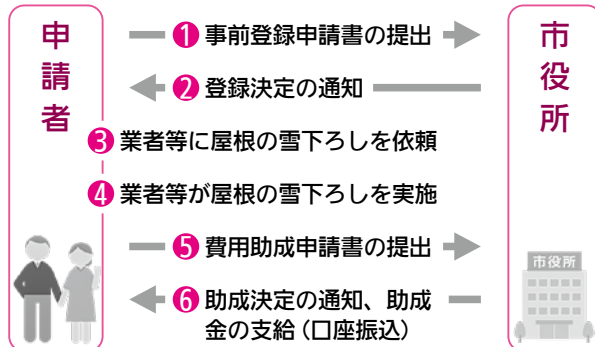 申請者
市役所
❶ 事前登録申請書の提出
❷ 登録決定の通知
❸ 業者等に屋根の雪下ろしを依頼
❹ 業者等が屋根の雪下ろしを実施
❺ 費用助成申請書の提出
❻ 助成決定の通知、助成
金の支給（口座振込）
市役所